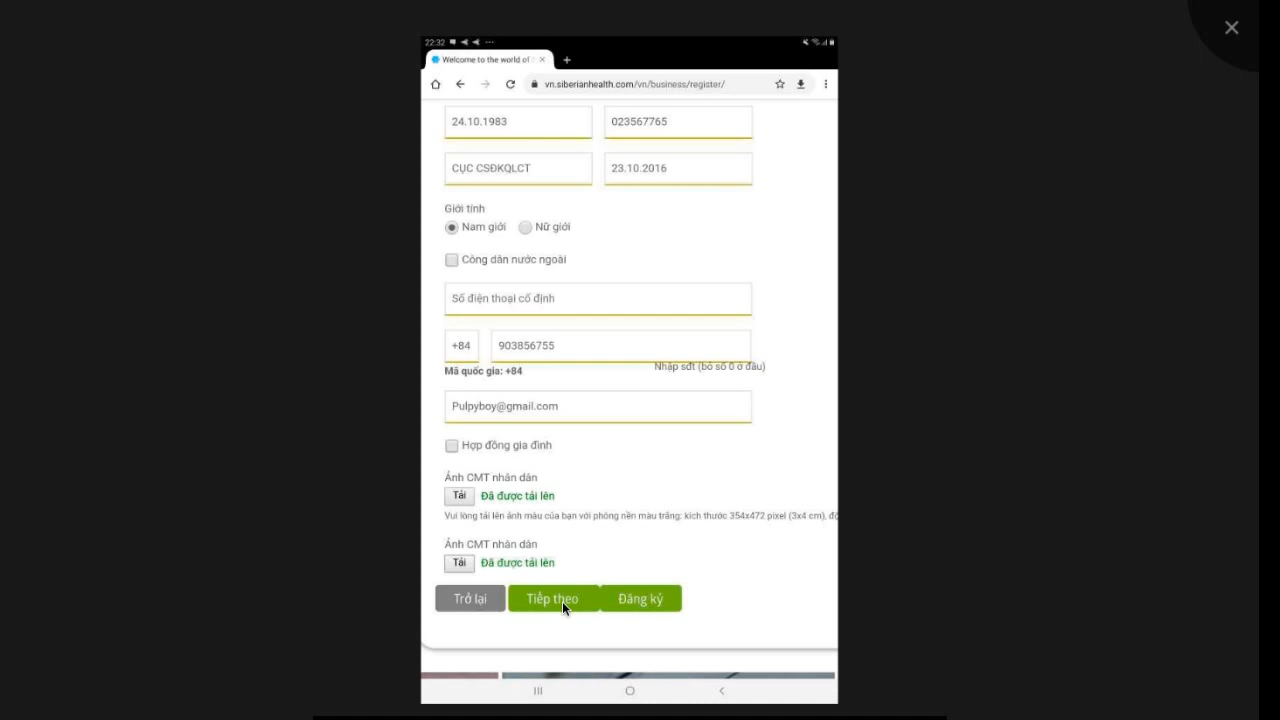 22:32
Welcome to the world of
vn.siberianhealth.com/vn/business/register/
24.10.1983 023567765
CỤC CSĐKQLCT 23.10.2016
Giới tính
Nam giới Nữ giới
Công dân nước ngoài
Số điện thoại cố định
+84 903856755
Nhập sđt (bỏ số 0 ở đầu)
Mã quốc gia: +84
Pulpyboy@gmail.com
Hợp đồng gia đình
Ảnh CMT nhân dân
Tải Đã được tải lên
Vui lòng tải lên ảnh màu của bạn với phông nền màu trắng: kích thước 354x472 pixel (3x4 cm), độ
Ảnh CMT nhân dân
Tải Đã được tải lên
Trở lại Tiếp theo Đăng ký